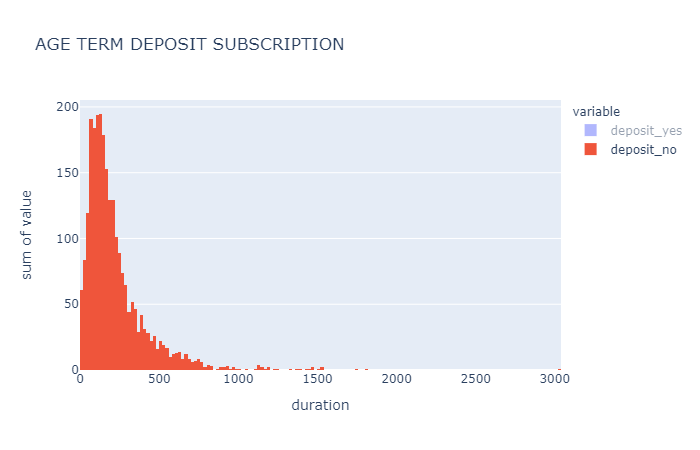 AGE TERM DEPOSIT SUBSCRIPTION
variable
deposit_yes
deposit_no
sum of value
200
150
100
50
0
0 500 1000 1500 2000 2500 3000
duration